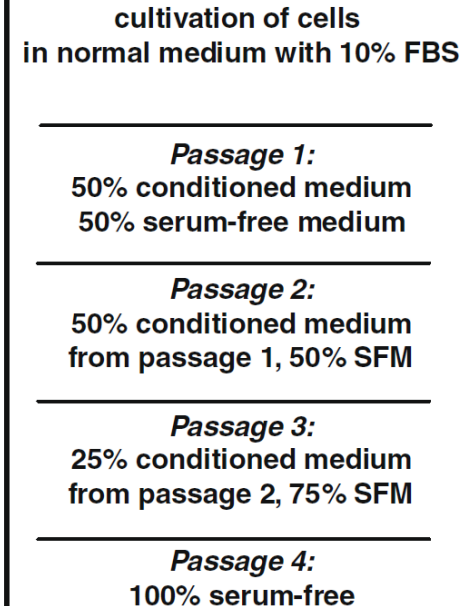 cultivation of cells
in normal medium with 10% FBS
Passage 1:
50% conditioned medium
50% serum-free medium
Passage 2:
50% conditioned medium
from passage 1, 50% SFM
Passage 3:
25% conditioned medium
from passage 2, 75% SFM
Passage 4:
100% serum-free